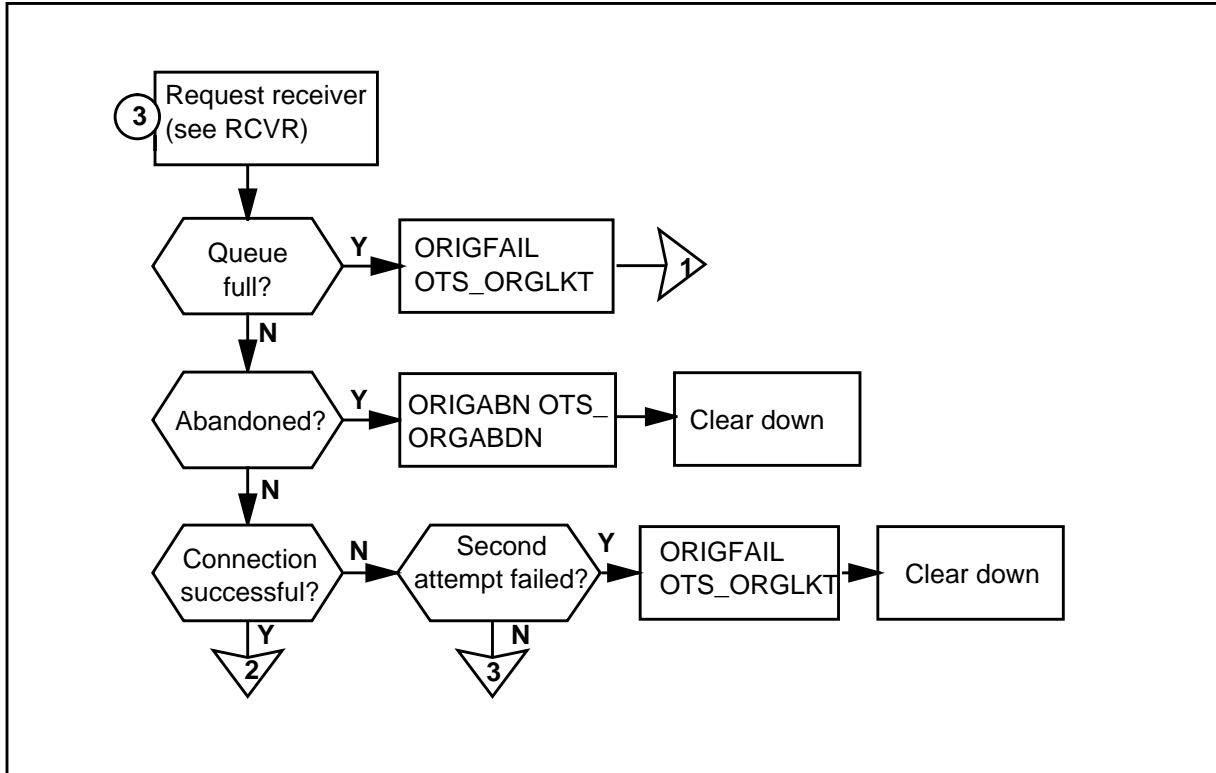 3
Request receiver
(see RCVR)
Queue
full?
Y
ORIGFAIL
OTS_ORGLKT
1
N
Abandoned?
Y
ORIGABN OTS_
ORGABDN
Clear down
N
Connection
successful?
N
Second
attempt failed?
Y
ORIGFAIL
OTS_ORGLKT
Clear down
Y
2
N
3